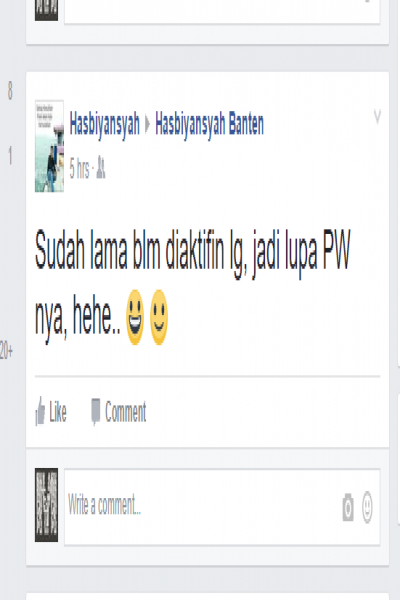 8
Hasbiyansyah Hasbiyansyah Banten
1
5 hrs ·
Sudah lama blm diaktifin lg, jadi lupa PW
nya, hehe..
20+
Like Comment
Write a comment...